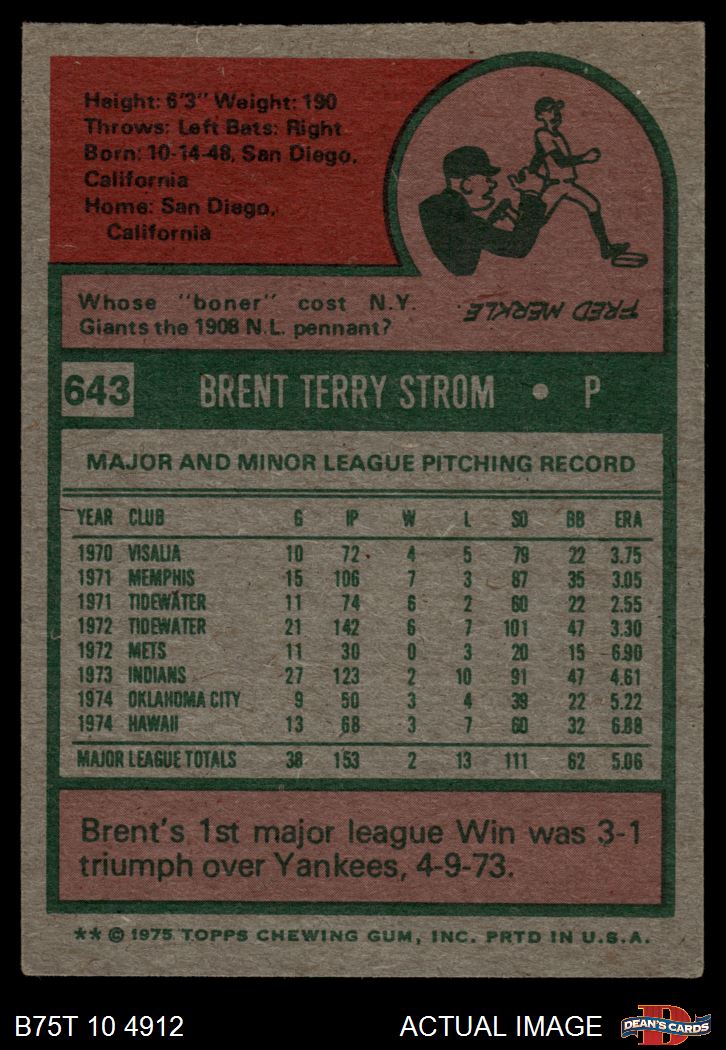 Height: 6'3" Weight: 190
Throws: Left Bats: Right
Born: 10-14-48, San Diego,
California
Home: San Diego,
California
Whose "boner" cost N.Y.
Giants the 1908 N.L. pennant?
FRED MERKLE.
643 BRENT TERRY STROM • P
MAJOR AND MINOR LEAGUE PITCHING RECORD
YEAR CLUB G IP W L SO BB ERA
1970 VISALIA 10 72 4 5 79 22 3.75
1971 MEMPHIS 15 106 7 3 87 35 3.05
1971 TIDEWATER 11 74 6 2 60 22 2.55
1972 TIDEWATER 21 142 6 7 101 47 3.30
1972 METS 11 30 0 3 20 15 6.90
1973 INDIANS 27 123 2 10 91 47 4.61
1974 OKLAHOMA CITY 9 50 3 4 39 22 5.22
1974 HAWAII 13 68 3 7 60 32 6.88
MAJOR LEAGUE TOTALS 38 153 2 13 111 62 5.06
Brent's 1st major league Win was 3-1
triumph over Yankees, 4-9-73.
** © 1975 TOPPS CHEWING GUM, INC. PRTD IN U.S.A.
B75T 10 4912 ACTUAL IMAGE D DEAN'S CARDS